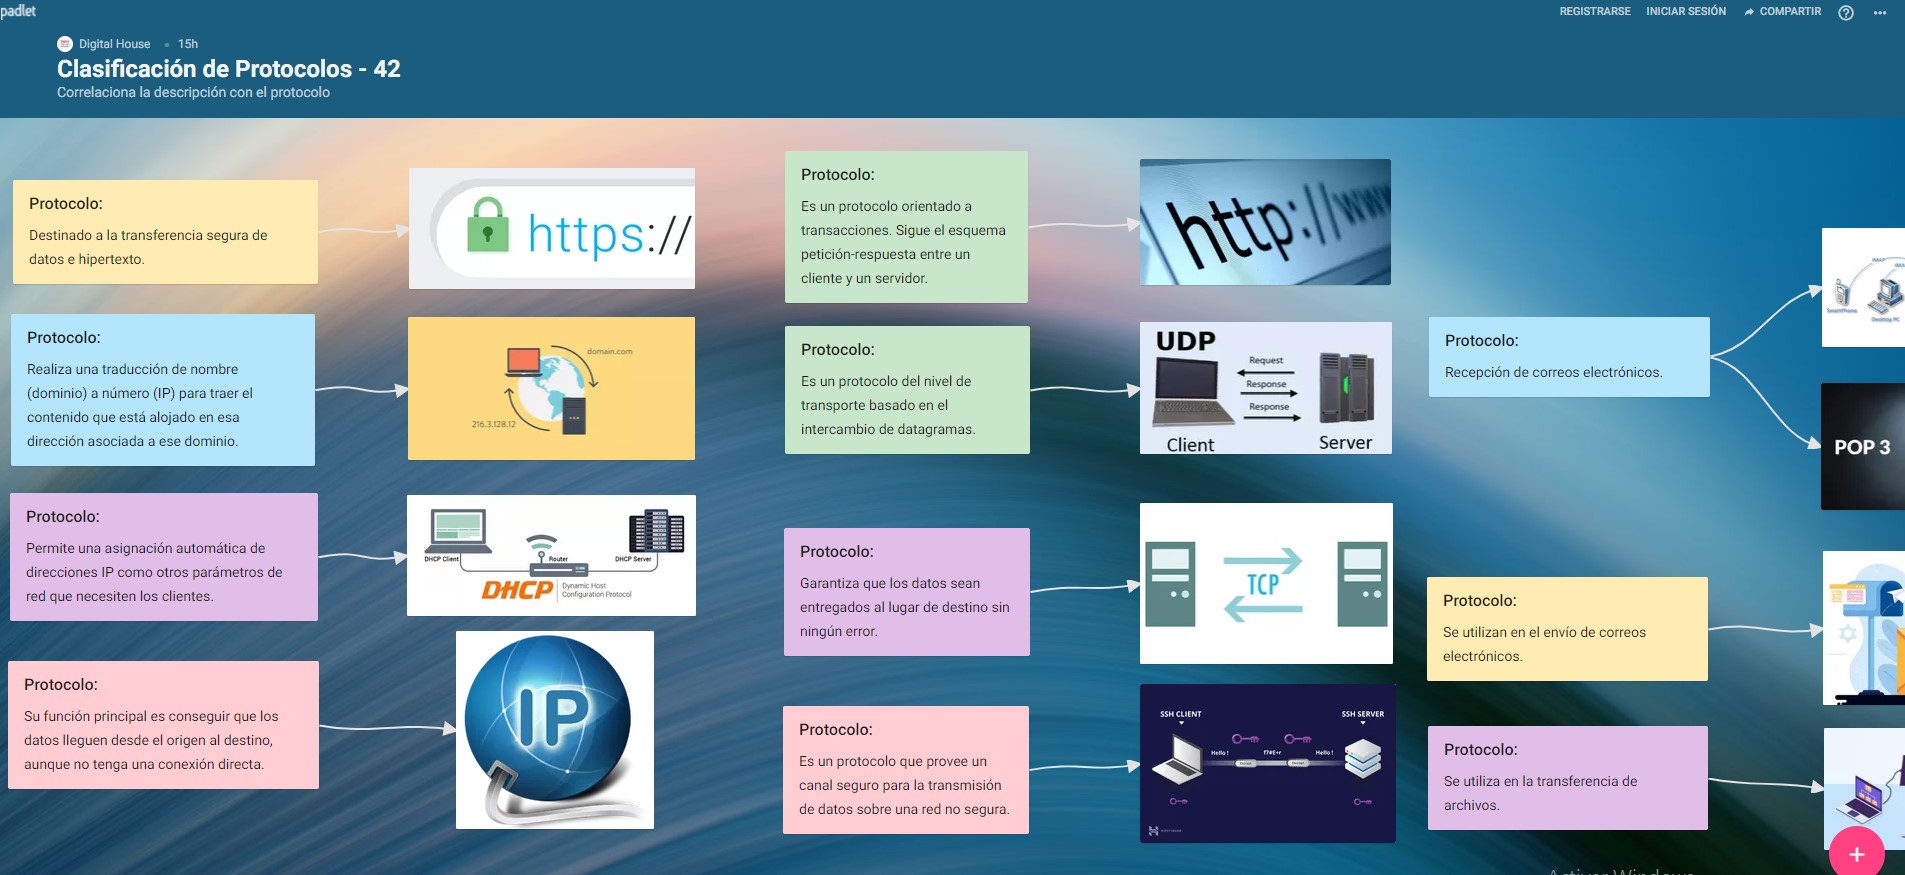 padlet
REGISTRARSE
INICIAR SESIÓN
COMPARTIR
Digital House
15h
Clasificación de Protocolos - 42
Correlaciona la descripción con el protocolo
Protocolo:
Destinado a la transferencia segura de
datos e hipertexto.
https://
Protocolo:
Realiza una traducción de nombre
(dominio) a número (IP) para traer el
contenido que está alojado en esa
dirección asociada a ese dominio.
domain.com
216.3.128.12
Protocolo:
Permite una asignación automática de
direcciones IP como otros parámetros de
red que necesiten los clientes.
DHCP Client
Router
DHCP Server
DHCP
Dynamic Host
Configuration Protocol
Protocolo:
Su función principal es conseguir que los
datos lleguen desde el origen al destino,
aunque no tenga una conexión directa.
IP
Protocolo:
Es un protocolo orientado a
transacciones. Sigue el esquema
petición-respuesta entre un
cliente y un servidor.
http://www
Protocolo:
Es un protocolo del nivel de
transporte basado en el
intercambio de datagramas.
UDP
Request
Response
Response
Client
Server
Protocolo:
Garantiza que los datos sean
entregados al lugar de destino sin
ningún error.
TCP
Protocolo:
Es un protocolo que provee un
canal seguro para la transmisión
de datos sobre una red no segura.
SSH CLIENT
SSH SERVER
Hello !
f7#E+r
Hello !
Protocolo:
Recepción de correos electrónicos.
IMAP
SmartPhone
Desktop PC
POP 3
Protocolo:
Se utilizan en el envío de correos
electrónicos.
Protocolo:
Se utiliza en la transferencia de
archivos.
Activar Windows